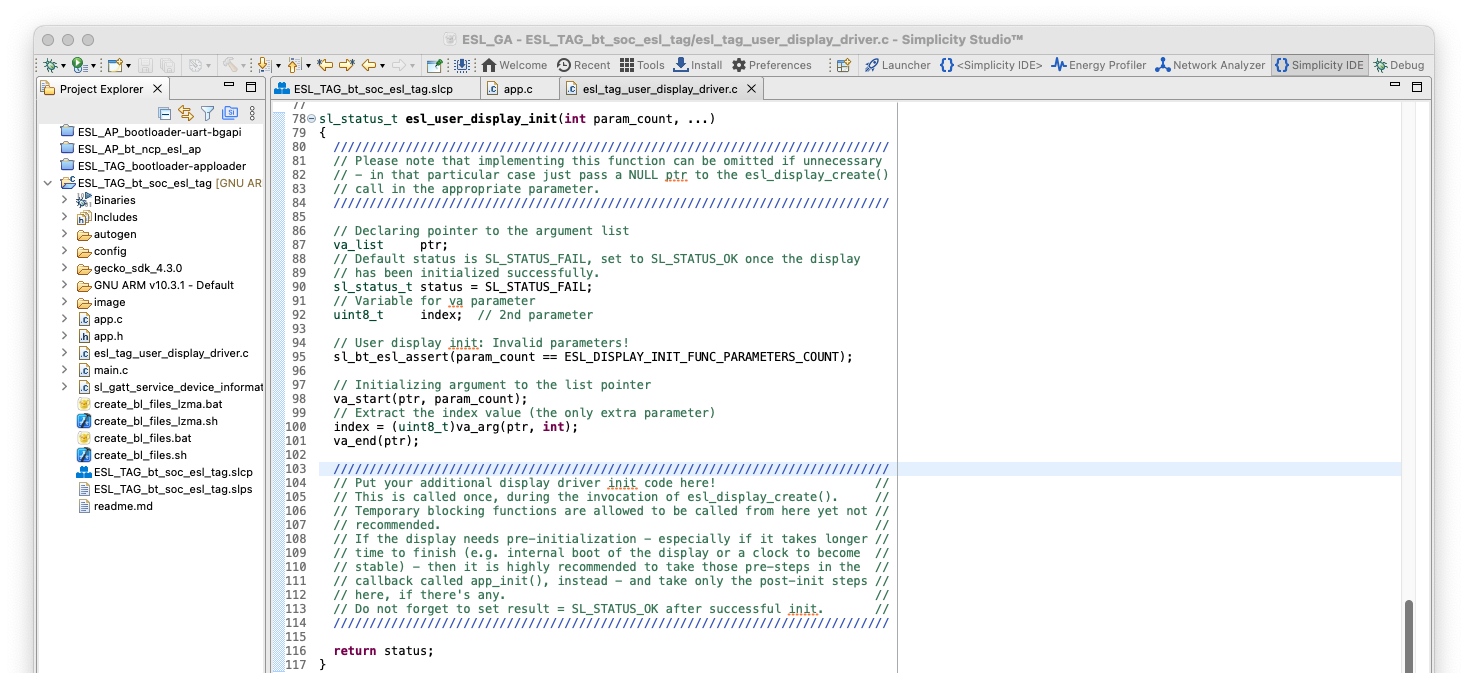 ESL_GA – ESL_TAG_bt_soc_esl_tag/esl_tag_user_display_driver.c – Simplicity Studio™
Welcome Recent Tools Install Preferences Launcher {} <Simplicity IDE> Energy Profiler Network Analyzer {} Simplicity IDE Debug
Project Explorer
ESL_TAG_bt_soc_esl_tag.slcp
app.c
esl_tag_user_display_driver.c
ESL_AP_bootloader-uart-bgapi
ESL_AP_bt_ncp_esl_ap
ESL_TAG_bootloader-apploader
ESL_TAG_bt_soc_esl_tag [GNU AR
Binaries
Includes
autogen
config
gecko_sdk_4.3.0
GNU ARM v10.3.1 - Default
image
app.c
app.h
esl_tag_user_display_driver.c
main.c
sl_gatt_service_device_informat
create_bl_files_lzma.bat
create_bl_files_lzma.sh
create_bl_files.bat
create_bl_files.sh
ESL_TAG_bt_soc_esl_tag.slcp
ESL_TAG_bt_soc_esl_tag.slps
readme.md
77
78 sl_status_t esl_user_display_init(int param_count, ...)
79 {
80 /////////////////////////////////////////////////////////////////////////////
81 // Please note that implementing this function can be omitted if unnecessary
82 // – in that particular case just pass a NULL ptr to the esl_display_create()
83 // call in the appropriate parameter.
84 /////////////////////////////////////////////////////////////////////////////
85
86 // Declaring pointer to the argument list
87 va_list     ptr;
88 // Default status is SL_STATUS_FAIL, set to SL_STATUS_OK once the display
89 // has been initialized successfully.
90 sl_status_t status = SL_STATUS_FAIL;
91 // Variable for va parameter
92 uint8_t     index;  // 2nd parameter
93
94 // User display init: Invalid parameters!
95 sl_bt_esl_assert(param_count == ESL_DISPLAY_INIT_FUNC_PARAMETERS_COUNT);
96
97 // Initializing argument to the list pointer
98 va_start(ptr, param_count);
99 // Extract the index value (the only extra parameter)
100 index = (uint8_t)va_arg(ptr, int);
101 va_end(ptr);
102
103 /////////////////////////////////////////////////////////////////////////////
104 // Put your additional display driver init code here!                      //
105 // This is called once, during the invocation of esl_display_create().     //
106 // Temporary blocking functions are allowed to be called from here yet not //
107 // recommended.                                                            //
108 // If the display needs pre-initialization – especially if it takes longer //
109 // time to finish (e.g. internal boot of the display or a clock to become  //
110 // stable) – then it is highly recommended to take those pre-steps in the  //
111 // callback called app_init(), instead – and take only the post-init steps //
112 // here, if there's any.                                                   //
113 // Do not forget to set result = SL_STATUS_OK after successful init.       //
114 /////////////////////////////////////////////////////////////////////////////
115
116 return status;
117 }